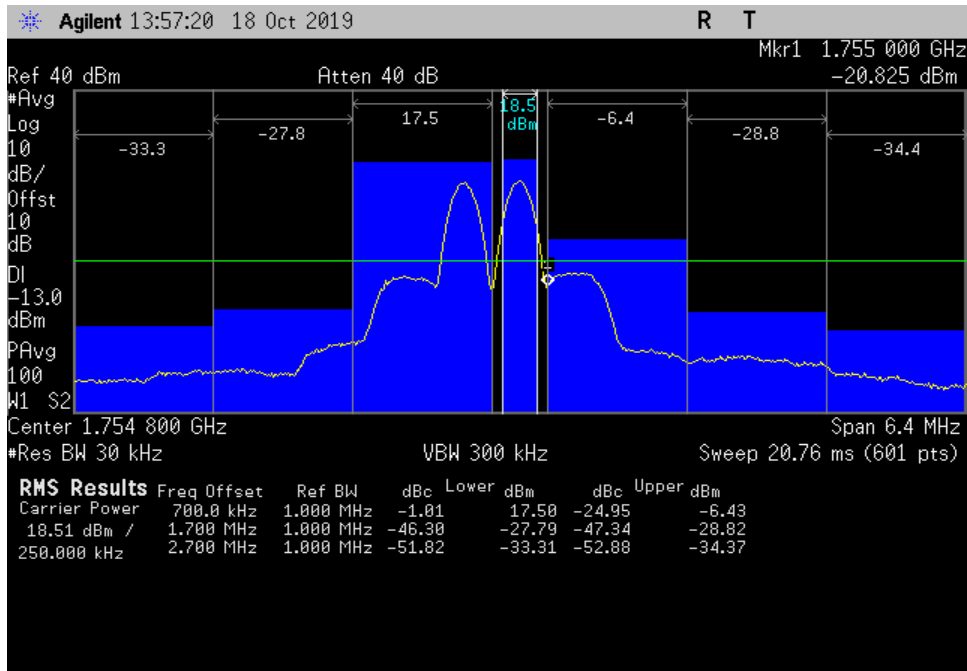 Agilent 13:57:20 18 Oct 2019 R T
Mkr1 1.755 000 GHz
Ref 40 dBm Atten 40 dB -20.825 dBm
#Avg
Log
10
dB/
Offst
10
dB
DI
-13.0
dBm
PAvg
100
W1 S2
-33.3
-27.8
17.5
18.5
dBm
-6.4
-28.8
-34.4
Center 1.754 800 GHz Span 6.4 MHz
#Res BW 30 kHz VBW 300 kHz Sweep 20.76 ms (601 pts)
RMS Results Freq Offset Ref BW dBc Lower dBm dBc Upper dBm
Carrier Power 700.0 kHz 1.000 MHz -1.01 17.50 -24.95 -6.43
18.51 dBm / 1.700 MHz 1.000 MHz -46.30 -27.79 -47.34 -28.82
250.000 kHz 2.700 MHz 1.000 MHz -51.82 -33.31 -52.88 -34.37